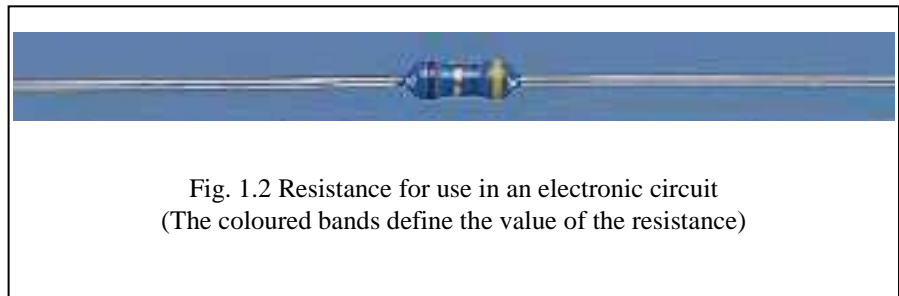 Fig. 1.2 Resistance for use in an electronic circuit
(The coloured bands define the value of the resistance)